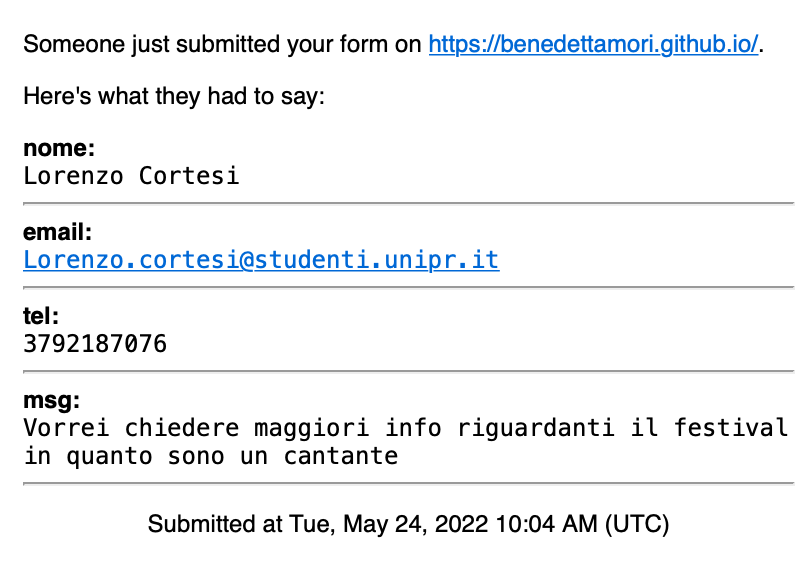 Someone just submitted your form on https://benedettamori.github.io/.
Here's what they had to say:
nome:
Lorenzo Cortesi
email:
Lorenzo.cortesi@studenti.unipr.it
tel:
3792187076
msg:
Vorrei chiedere maggiori info riguardanti il festival
in quanto sono un cantante
Submitted at Tue, May 24, 2022 10:04 AM (UTC)